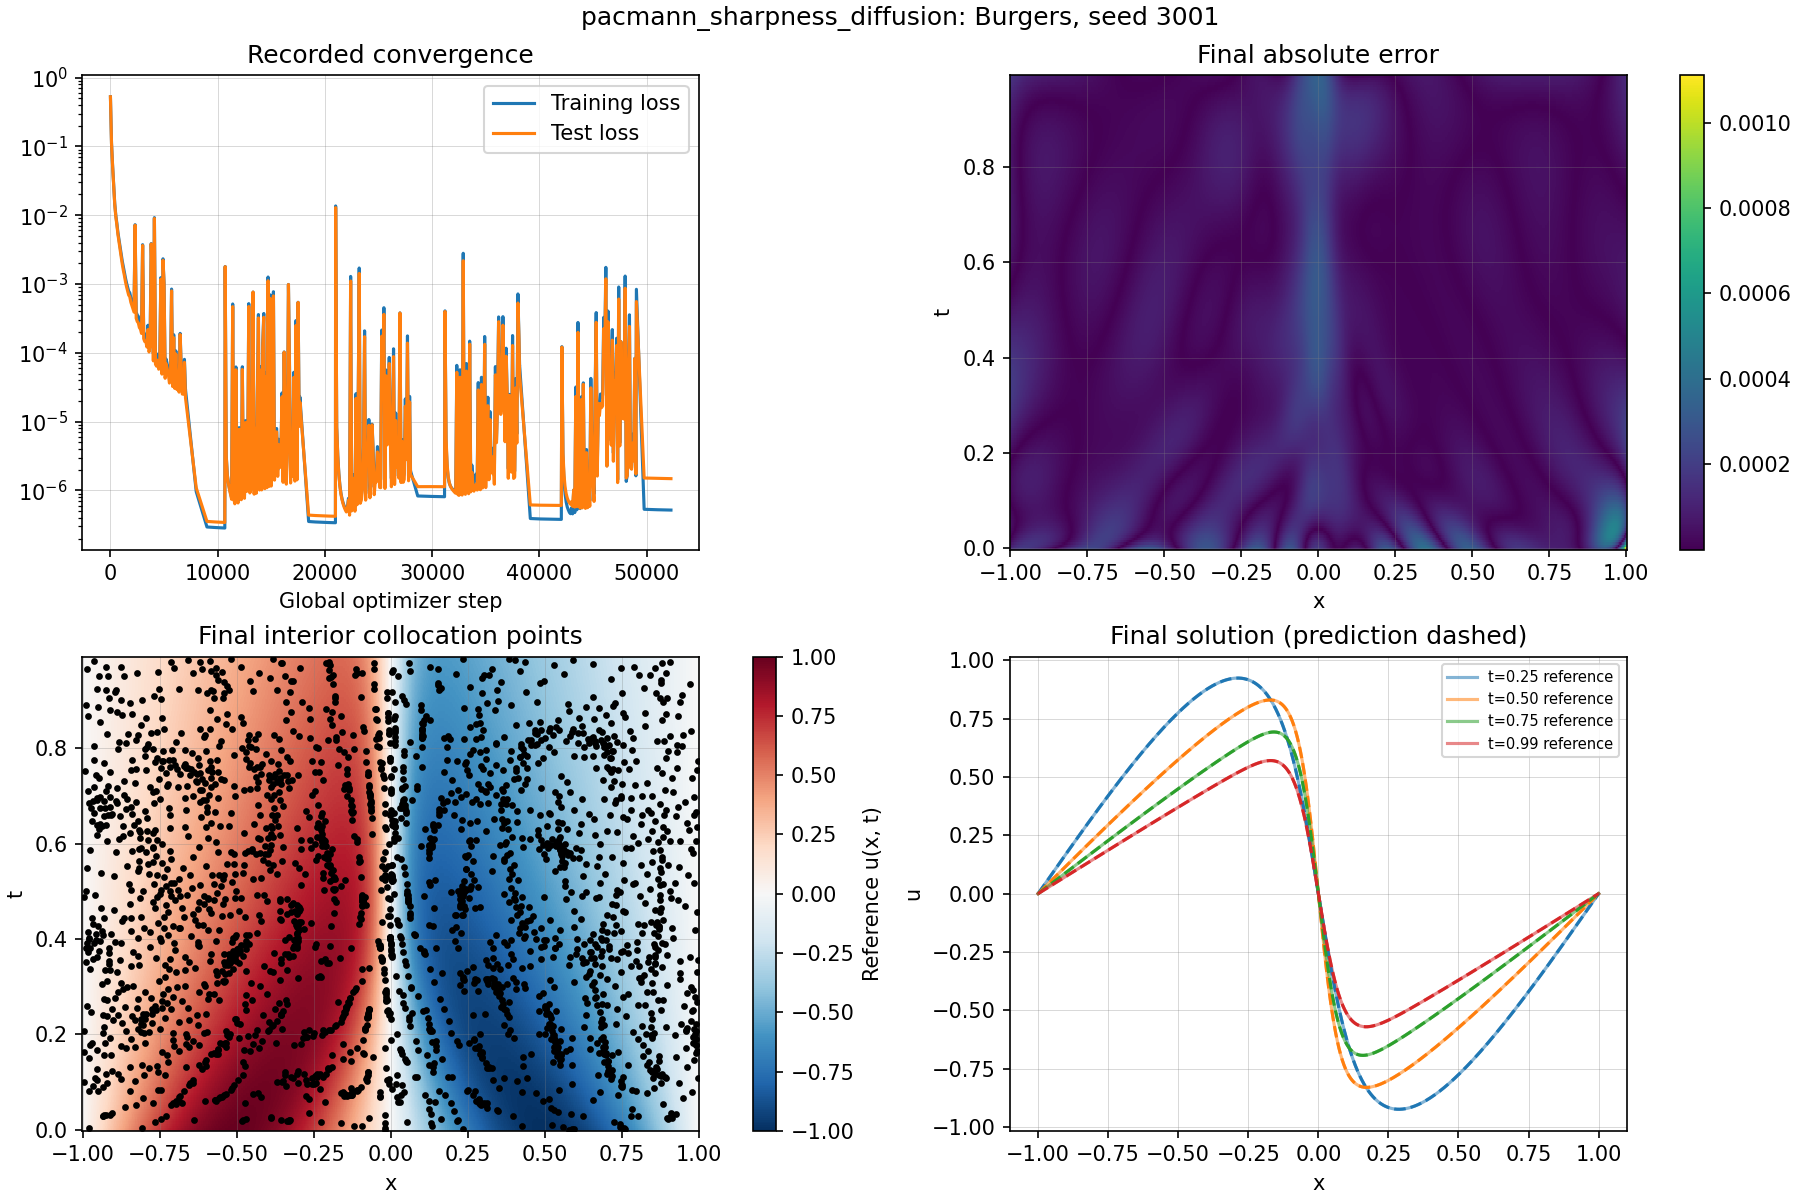 pacmann_sharpness_diffusion: Burgers, seed 3001
Recorded convergence
10⁰
10⁻¹
10⁻²
10⁻³
10⁻⁴
10⁻⁵
10⁻⁶
Training loss
Test loss
0 10000 20000 30000 40000 50000
Global optimizer step
Final absolute error
t
0.8
0.6
0.4
0.2
0.0
−1.00 −0.75 −0.50 −0.25 0.00 0.25 0.50 0.75 1.00
x
0.0010
0.0008
0.0006
0.0004
0.0002
Final interior collocation points
t
0.8
0.6
0.4
0.2
0.0
−1.00 −0.75 −0.50 −0.25 0.00 0.25 0.50 0.75 1.00
x
1.00
0.75
0.50
0.25
0.00
−0.25
−0.50
−0.75
−1.00
Reference u(x, t)
Final solution (prediction dashed)
u
1.00
0.75
0.50
0.25
0.00
−0.25
−0.50
−0.75
−1.00
t=0.25 reference
t=0.50 reference
t=0.75 reference
t=0.99 reference
−1.00 −0.75 −0.50 −0.25 0.00 0.25 0.50 0.75 1.00
x